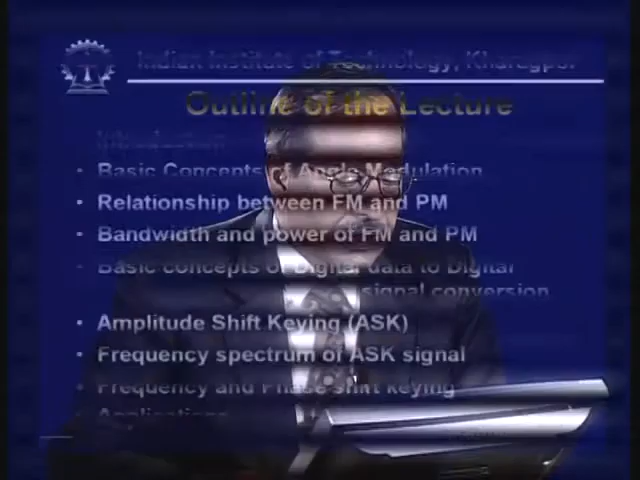 Indian Institute of Technology, Kharagpur
Outline of the Lecture
Introduction
• Basic Concepts of Angle Modulation
• Relationship between FM and PM
• Bandwidth and power of FM and PM
• Basic concepts of Digital data to Digital
signal conversion
• Amplitude Shift Keying (ASK)
• Frequency spectrum of ASK signal
• Frequency and Phase shift keying
• Applications